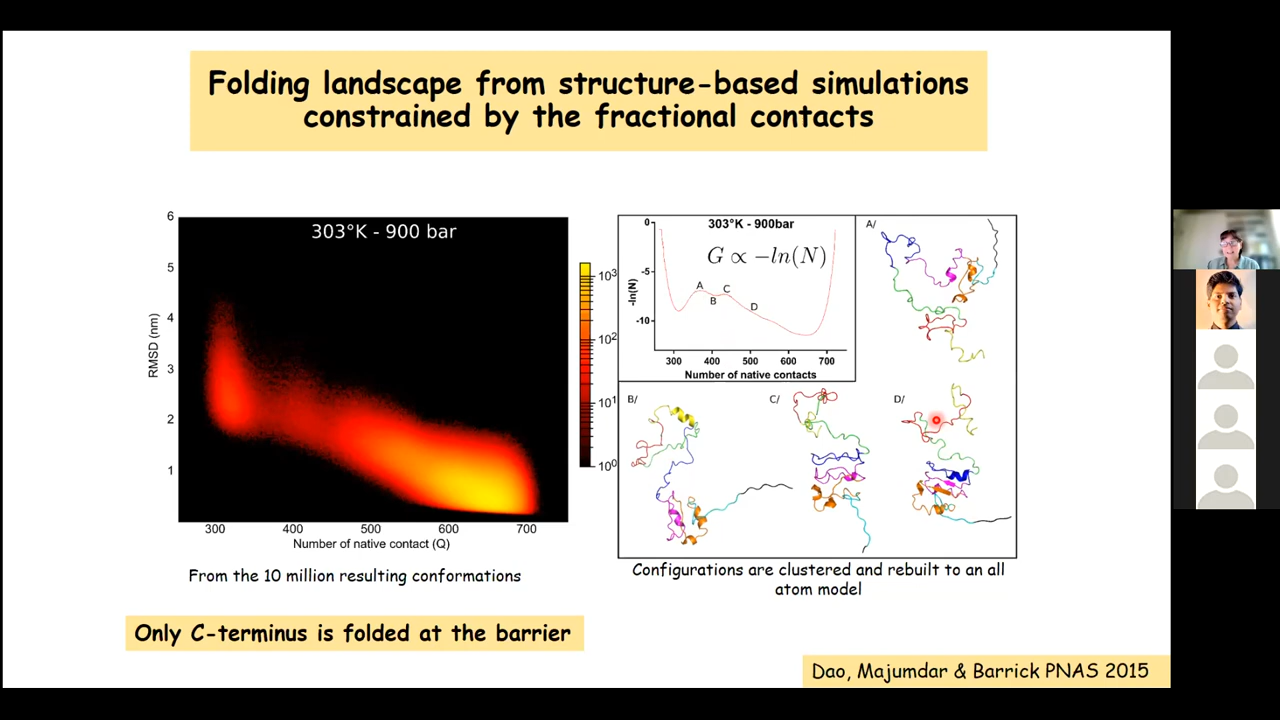 Folding landscape from structure-based simulations
constrained by the fractional contacts
303°K - 900 bar
RMSD (nm)
6
5
4
3
2
1
300 400 500 600 700
Number of native contact (Q)
10³
10²
10¹
10⁰
From the 10 million resulting conformations
303°K - 900bar
G ∝ −ln(N)
-ln(N)
0
-5
-10
A
B
C
D
300 400 500 600 700
Number of native contacts
A/
B/
C/
D/
Configurations are clustered and rebuilt to an all
atom model
Only C-terminus is folded at the barrier
Dao, Majumdar & Barrick PNAS 2015